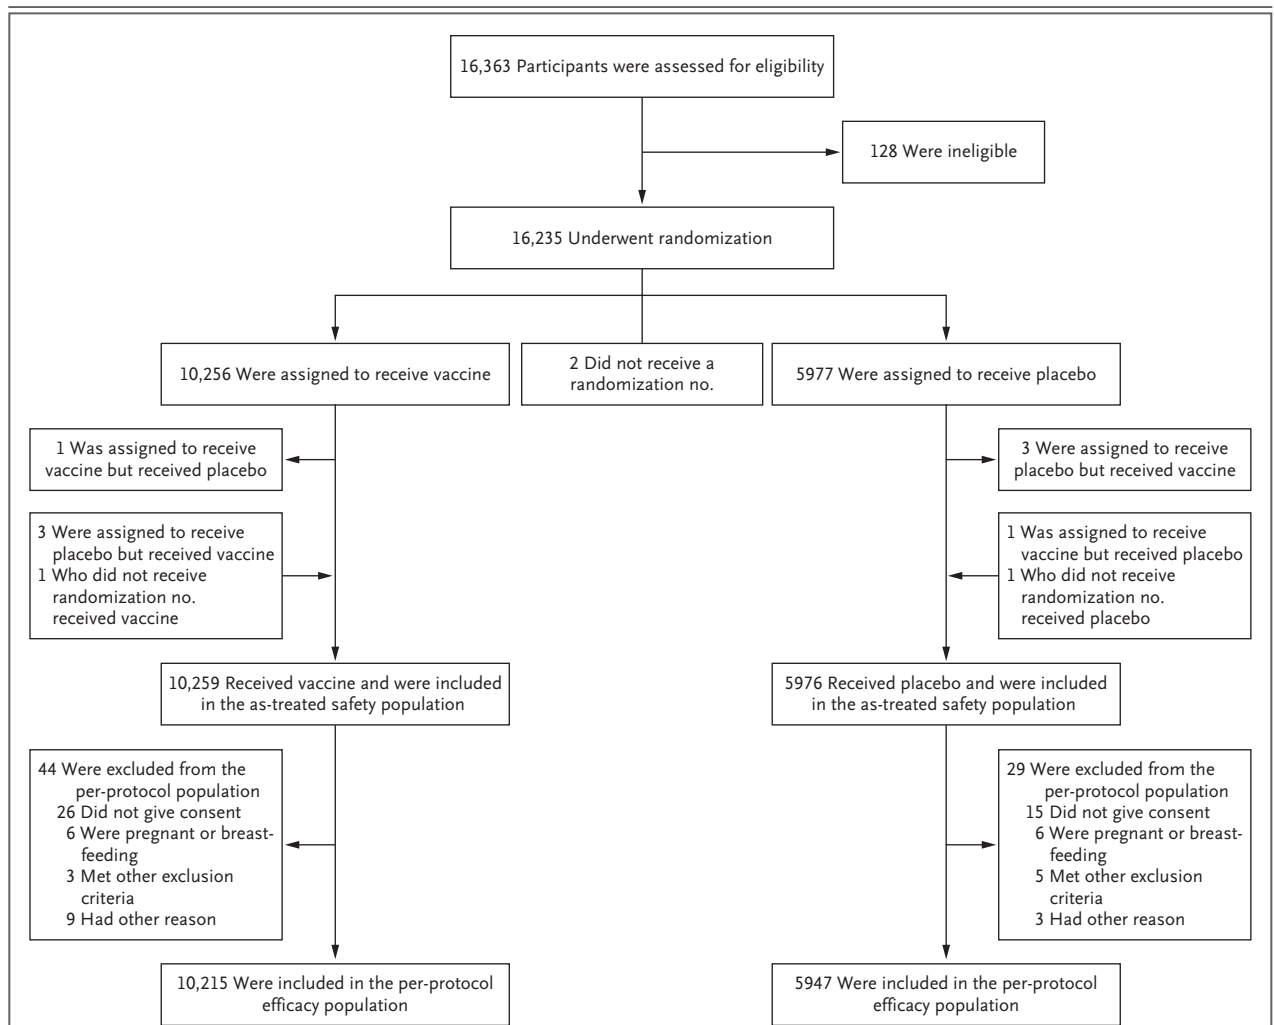 16,363 Participants were assessed for eligibility
128 Were ineligible
16,235 Underwent randomization
10,256 Were assigned to receive vaccine
2 Did not receive a
randomization no.
5977 Were assigned to receive placebo
1 Was assigned to receive
vaccine but received placebo
3 Were assigned to receive
placebo but received vaccine
3 Were assigned to receive
placebo but received vaccine
1 Who did not receive
randomization no.
received vaccine
1 Was assigned to receive
vaccine but received placebo
1 Who did not receive
randomization no.
received placebo
10,259 Received vaccine and were included
in the as-treated safety population
5976 Received placebo and were included
in the as-treated safety population
44 Were excluded from the
per-protocol population
26 Did not give consent
6 Were pregnant or breast-
feeding
3 Met other exclusion
criteria
9 Had other reason
29 Were excluded from the
per-protocol population
15 Did not give consent
6 Were pregnant or breast-
feeding
5 Met other exclusion
criteria
3 Had other reason
10,215 Were included in the per-protocol
efficacy population
5947 Were included in the per-protocol
efficacy population